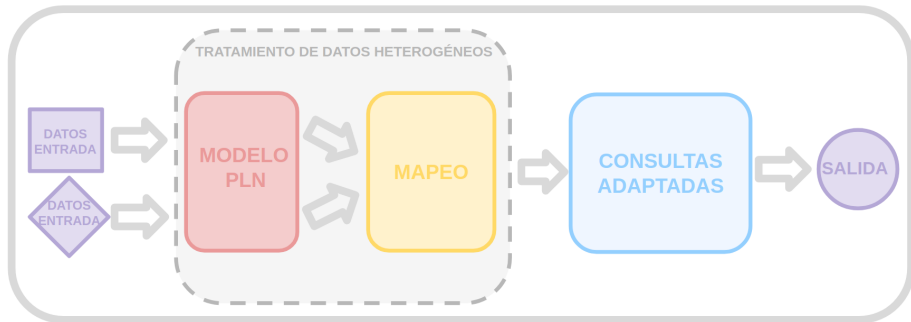 TRATAMIENTO DE DATOS HETEROGÉNEOS
DATOS
ENTRADA
DATOS
ENTRADA
MODELO
PLN
MAPEO
CONSULTAS
ADAPTADAS
SALIDA